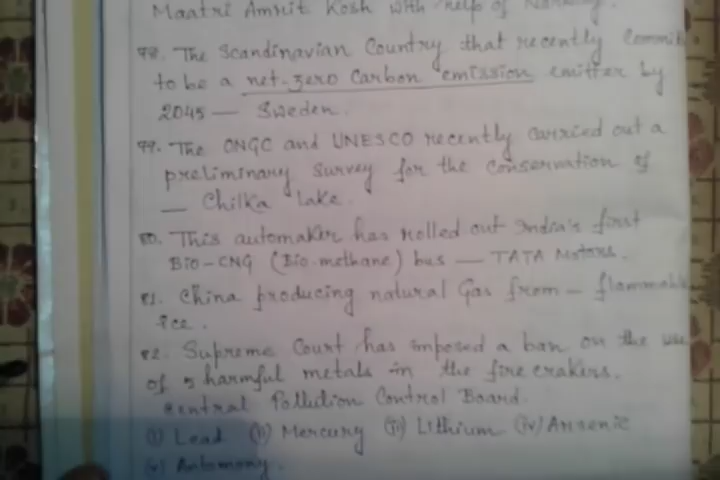 Maatri Amrit Kosh with help of Norway.
78. The Scandinavian Country that recently Commit
to be a net-zero Carbon emission emitter by
2045 — Sweden.
79. The ONGC and UNESCO recently carried out a
preliminary survey for the conservation of
— Chilka lake.
80. This automaker has rolled out India's first
BIO-CNG (Bio-methane) bus — TATA Motors.
81. China producing natural Gas from — flammable
ice.
82. Supreme Court has imposed a ban on the use
of 5 harmful metals in the fire crakers.
Central Pollution Control Board.
(i) Lead (ii) Mercury (iii) Lithium (iv) Arsenic
(v) Antomony.